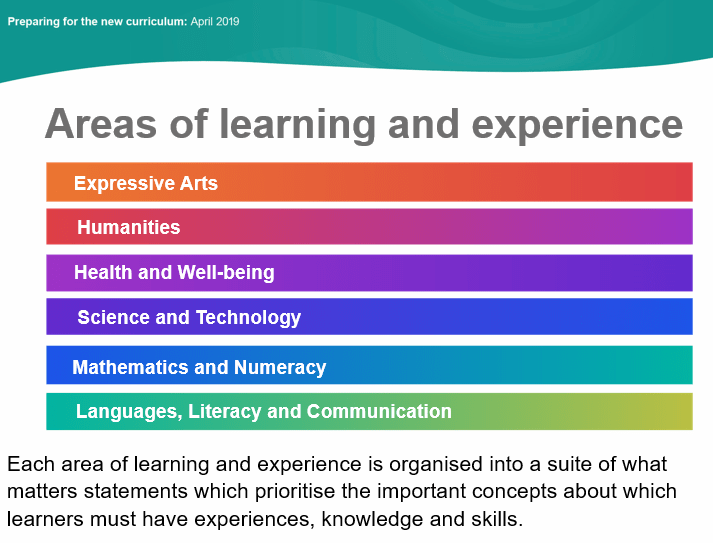 Preparing for the new curriculum: April 2019
Areas of learning and experience
Expressive Arts
Humanities
Health and Well-being
Science and Technology
Mathematics and Numeracy
Languages, Literacy and Communication
Each area of learning and experience is organised into a suite of what
matters statements which prioritise the important concepts about which
learners must have experiences, knowledge and skills.